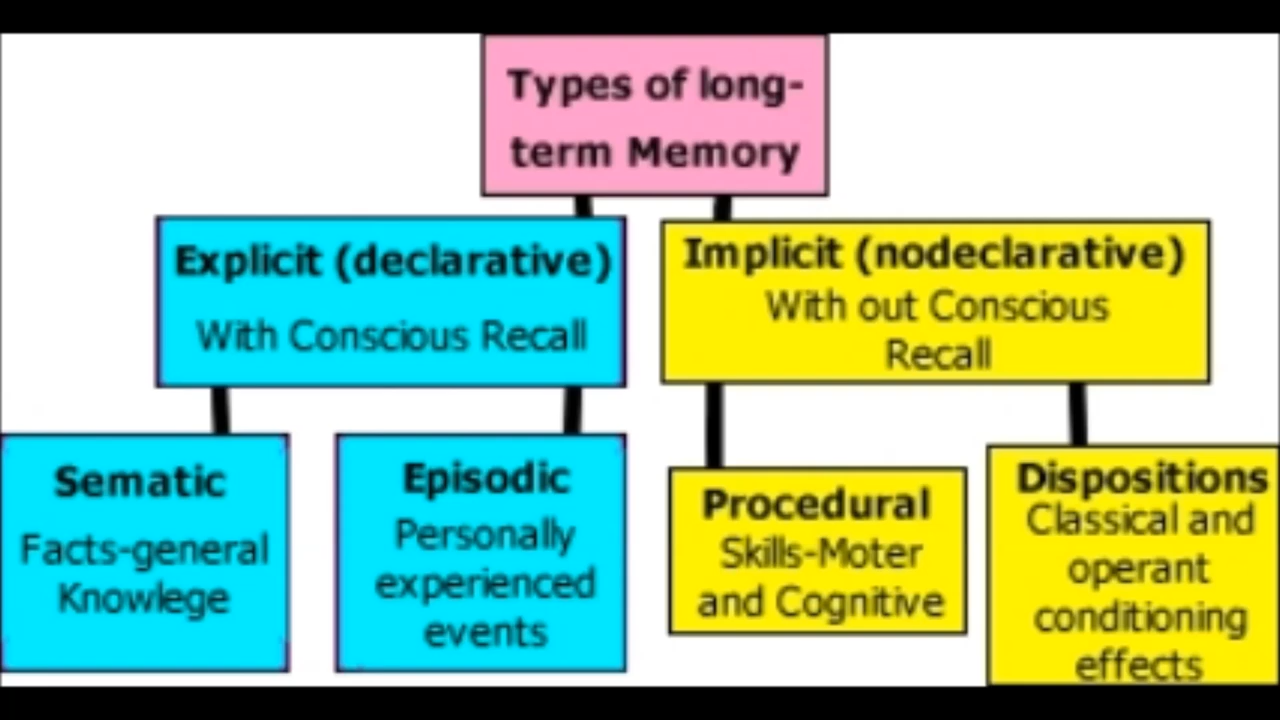 Types of long-
term Memory
Explicit (declarative)
With Conscious Recall
Implicit (nodeclarative)
With out Conscious
Recall
Sematic
Facts-general
Knowlege
Episodic
Personally
experienced
events
Procedural
Skills-Moter
and Cognitive
Dispositions
Classical and
operant
conditioning
effects